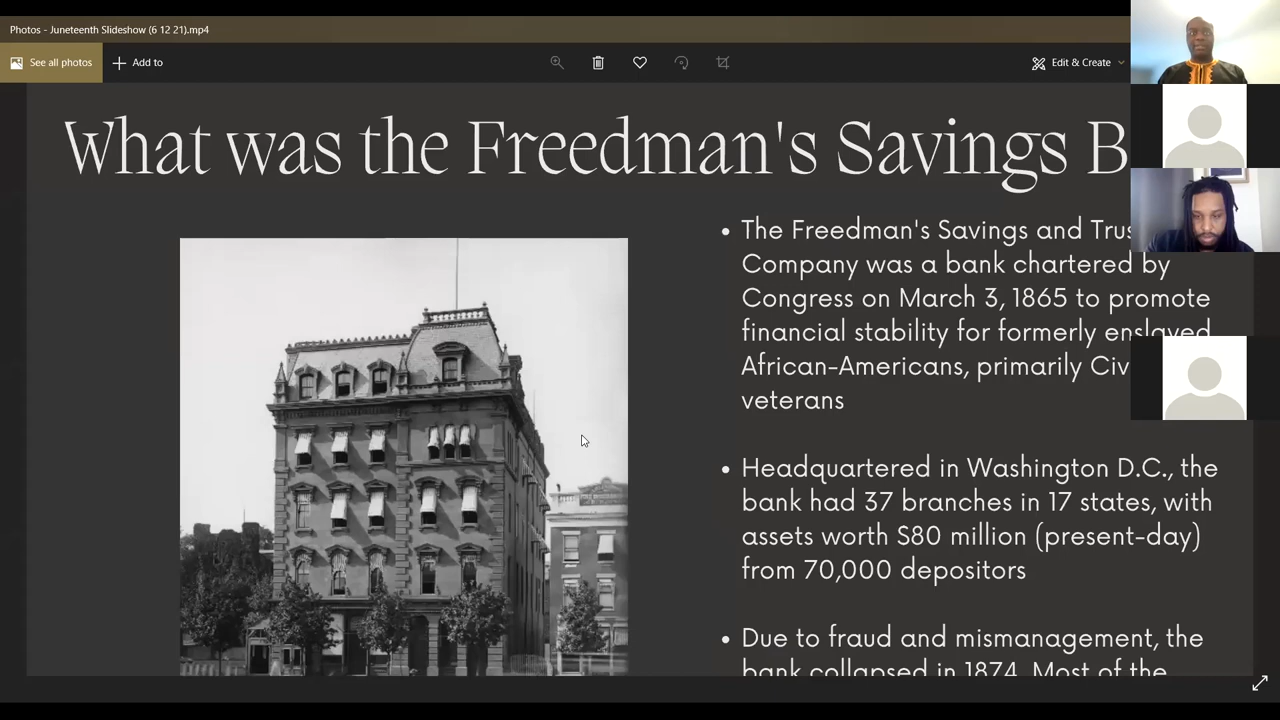 Photos - Juneteenth Slideshow (6 12 21).mp4
See all photos
Add to
Edit & Create
What was the Freedman's Savings B
The Freedman's Savings and Trus
Company was a bank chartered by
Congress on March 3, 1865 to promote
financial stability for formerly enslaved
African-Americans, primarily Civ
veterans
Headquartered in Washington D.C., the
bank had 37 branches in 17 states, with
assets worth $80 million (present-day)
from 70,000 depositors
Due to fraud and mismanagement, the
bank collapsed in 1874. Most of the